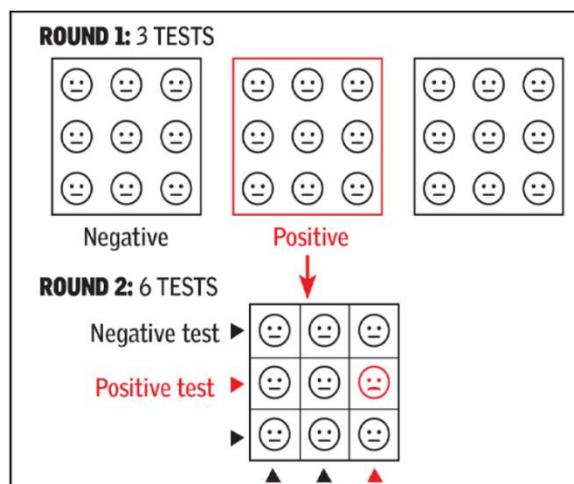 ROUND 1: 3 TESTS
Negative
Positive
ROUND 2: 6 TESTS
Negative test
Positive test